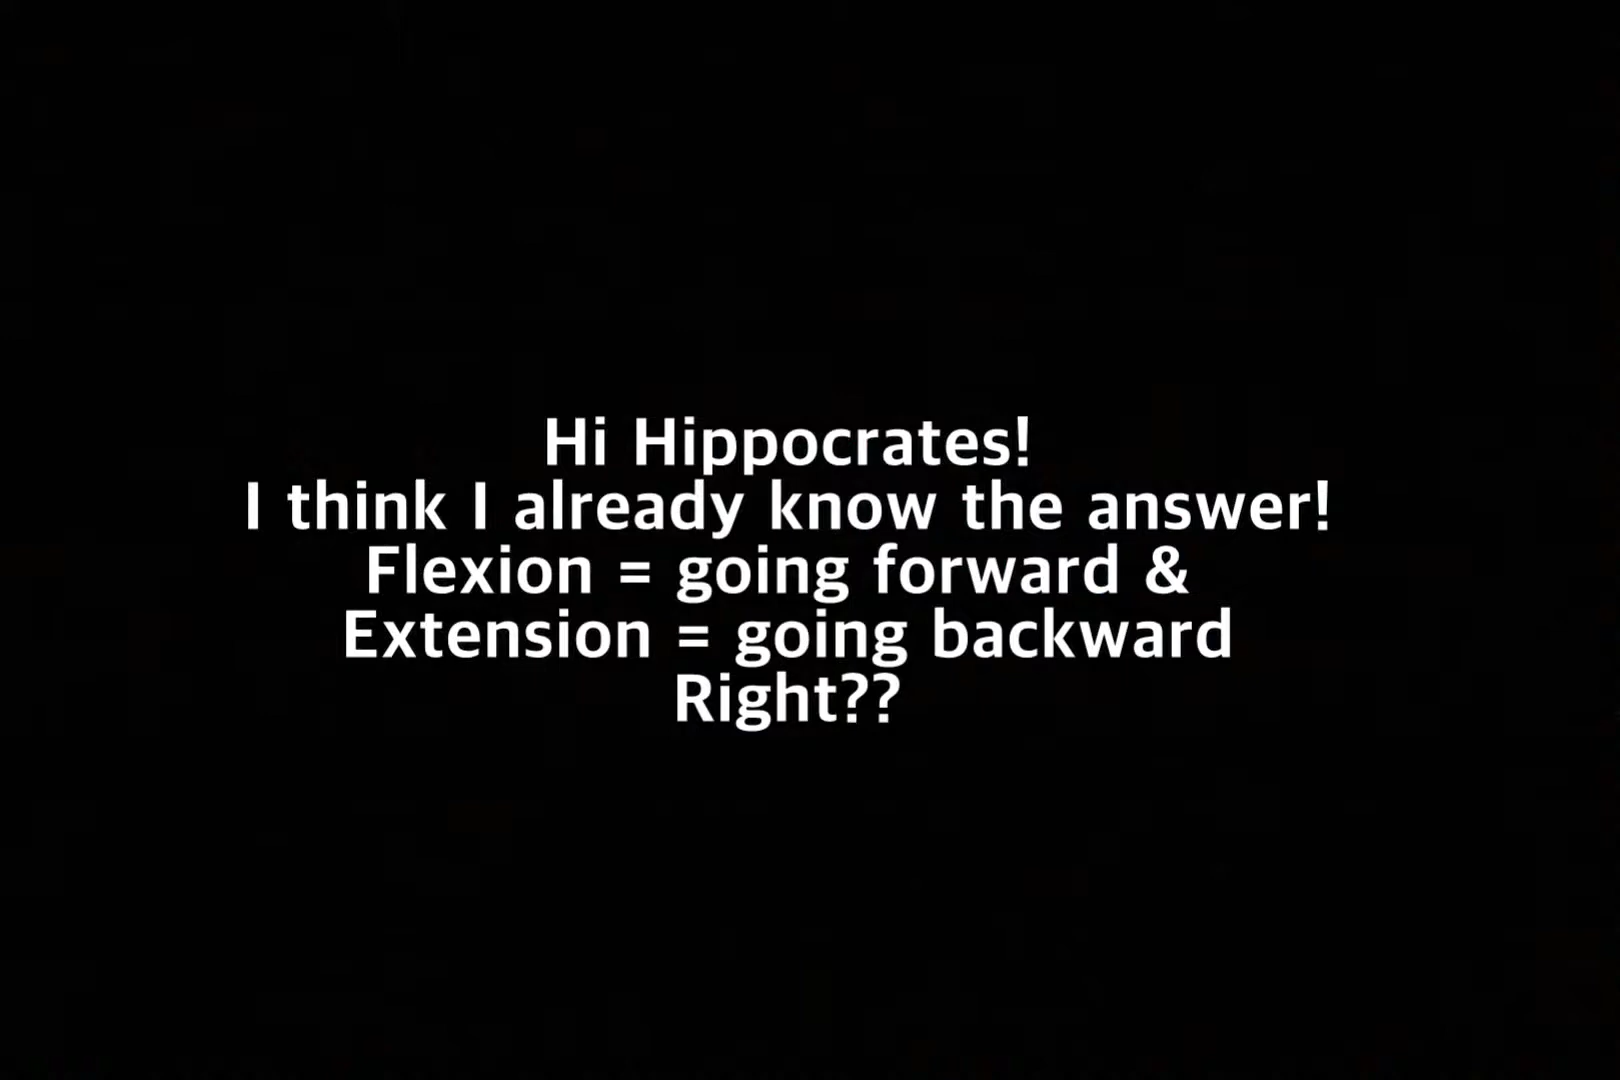 Hi Hippocrates!
I think I already know the answer!
Flexion = going forward &
Extension = going backward
Right??